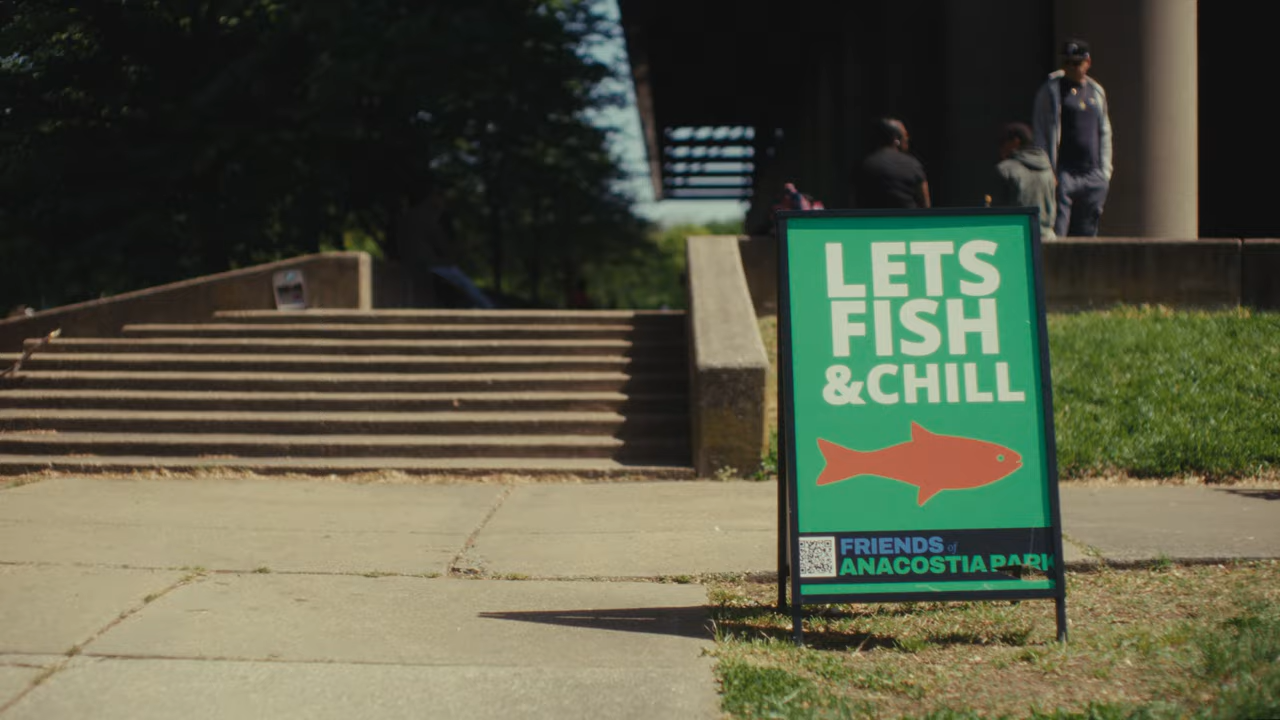 LETS
FISH
&CHILL
FRIENDS of
ANACOSTIA PARK